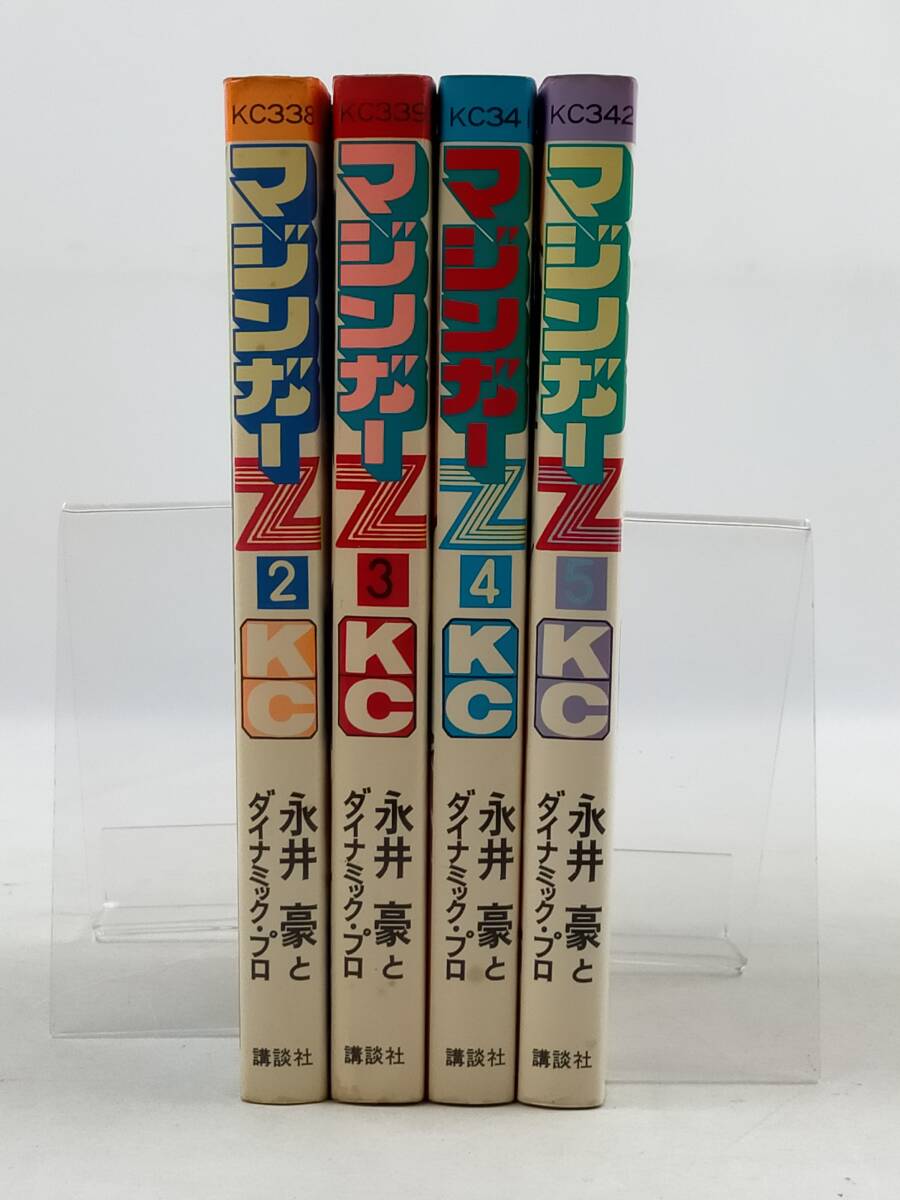 KC338
マジンガーZ
2
KC
永井豪と
ダイナミック・プロ
講談社
KC339
マジンガーZ
3
KC
永井豪と
ダイナミック・プロ
講談社
KC341
マジンガーZ
4
KC
永井豪と
ダイナミック・プロ
講談社
KC342
マジンガーZ
5
KC
永井豪と
ダイナミック・プロ
講談社